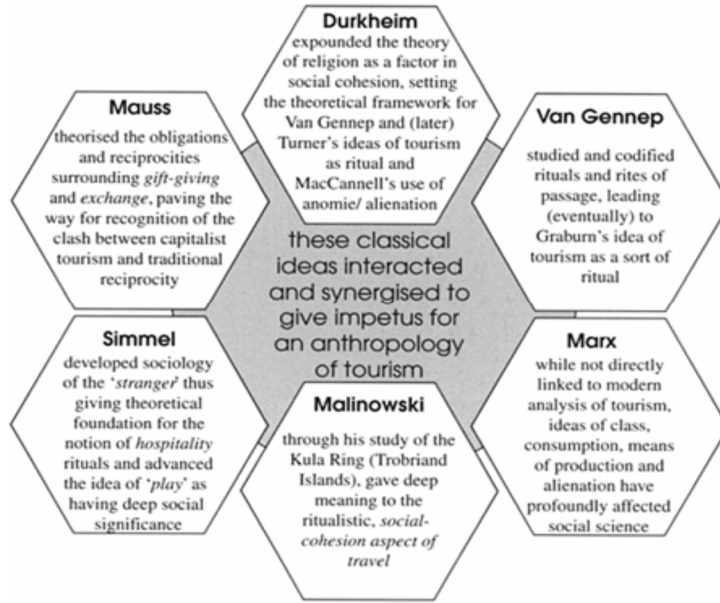 Durkheim
expounded the theory
of religion as a factor in
social cohesion, setting
the theoretical framework for
Van Gennep and (later)
Turner's ideas of tourism
as ritual and
MacCannell's use of
anomie/ alienation
Mauss
theorised the obligations
and reciprocities
surrounding gift-giving
and exchange, paving the
way for recognition of the
clash between capitalist
tourism and traditional
reciprocity
Van Gennep
studied and codified
rituals and rites of
passage, leading
(eventually) to
Graburn's idea of
tourism as a sort of
ritual
these classical
ideas interacted
and synergised to
give impetus for
an anthropology
of tourism
Simmel
developed sociology
of the 'stranger' thus
giving theoretical
foundation for the
notion of hospitality
rituals and advanced
the idea of 'play' as
having deep social
significance
Malinowski
through his study of the
Kula Ring (Trobriand
Islands), gave deep
meaning to the
ritualistic, social-
cohesion aspect of
travel
Marx
while not directly
linked to modern
analysis of tourism,
ideas of class,
consumption, means
of production and
alienation have
profoundly affected
social science